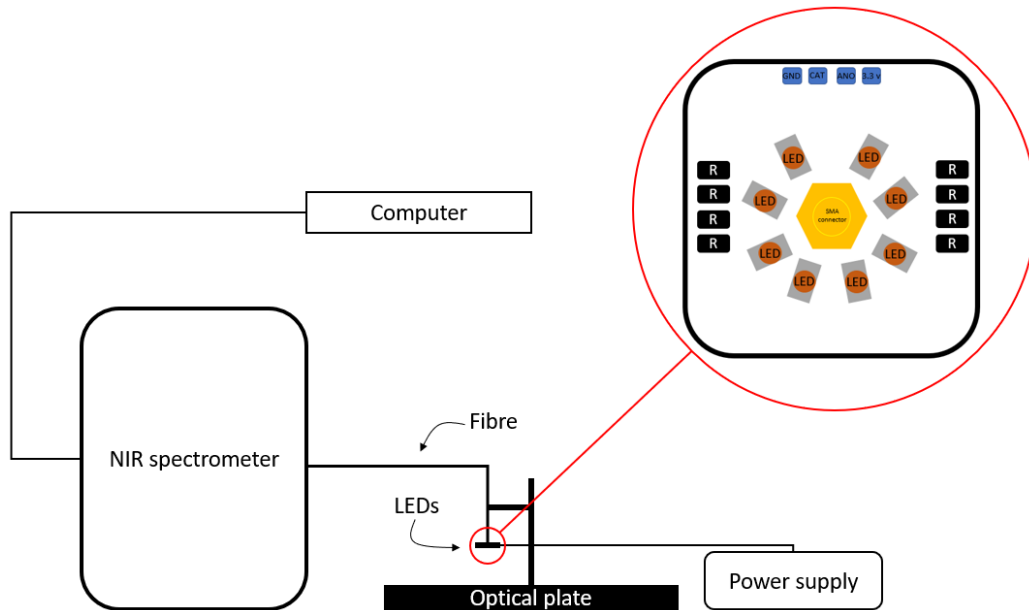 GND CAT ANO 3.3 v
LED LED
R R
LED LED
R R
SMA
connector
R R
R R
LED LED
LED LED
Computer
Fibre
NIR spectrometer
LEDs
Power supply
Optical plate